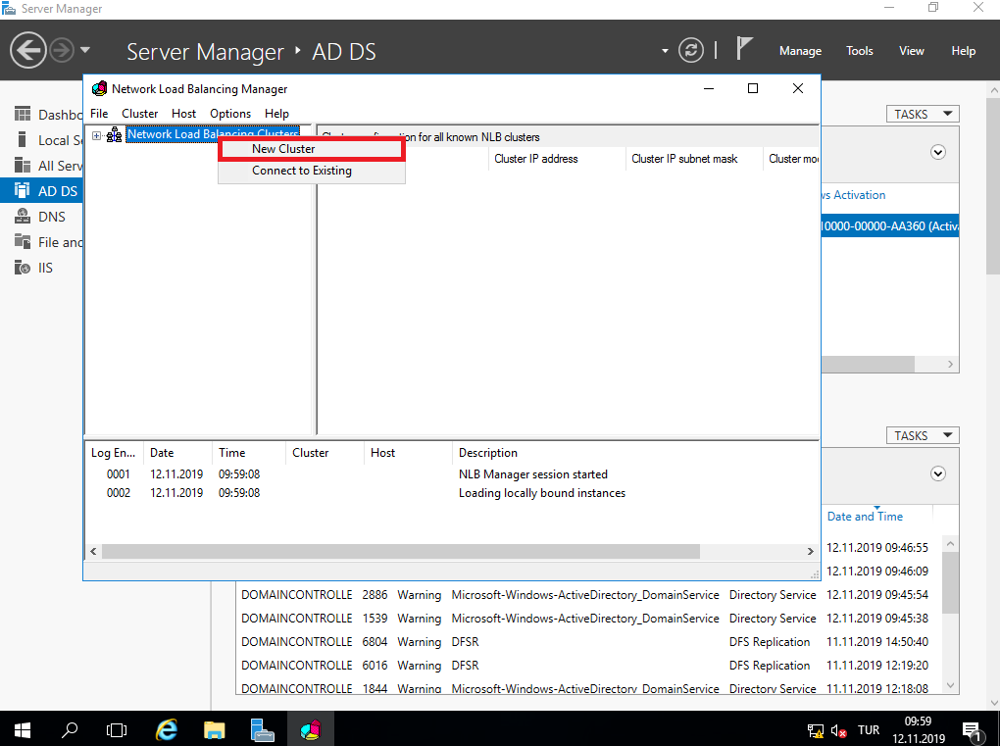 Server Manager
Server Manager • AD DS
Manage Tools View Help
Network Load Balancing Manager
File Cluster Host Options Help
Network Load Balancing Clusters
New Cluster
Connect to Existing
for all known NLB clusters
Cluster IP address Cluster IP subnet mask Cluster mo
Dashbo
Local Se
All Serv
AD DS
DNS
File and
IIS
TASKS
ws Activation
10000-00000-AA360 (Activa
Log En... Date Time Cluster Host Description
0001 12.11.2019 09:59:08 NLB Manager session started
0002 12.11.2019 09:59:08 Loading locally bound instances
TASKS
Date and Time
12.11.2019 09:46:55
12.11.2019 09:46:09
DOMAINCONTROLLE 2886 Warning Microsoft-Windows-ActiveDirectory_DomainService Directory Service 12.11.2019 09:45:54
DOMAINCONTROLLE 1539 Warning Microsoft-Windows-ActiveDirectory_DomainService Directory Service 12.11.2019 09:45:38
DOMAINCONTROLLE 6804 Warning DFSR DFS Replication 11.11.2019 14:50:40
DOMAINCONTROLLE 6016 Warning DFSR DFS Replication 11.11.2019 12:19:20
DOMAINCONTROLLE 1844 Warning Microsoft-Windows-ActiveDirectory_DomainService Directory Service 12.11.2019 12:18:08
TUR
09:59
12.11.2019
1